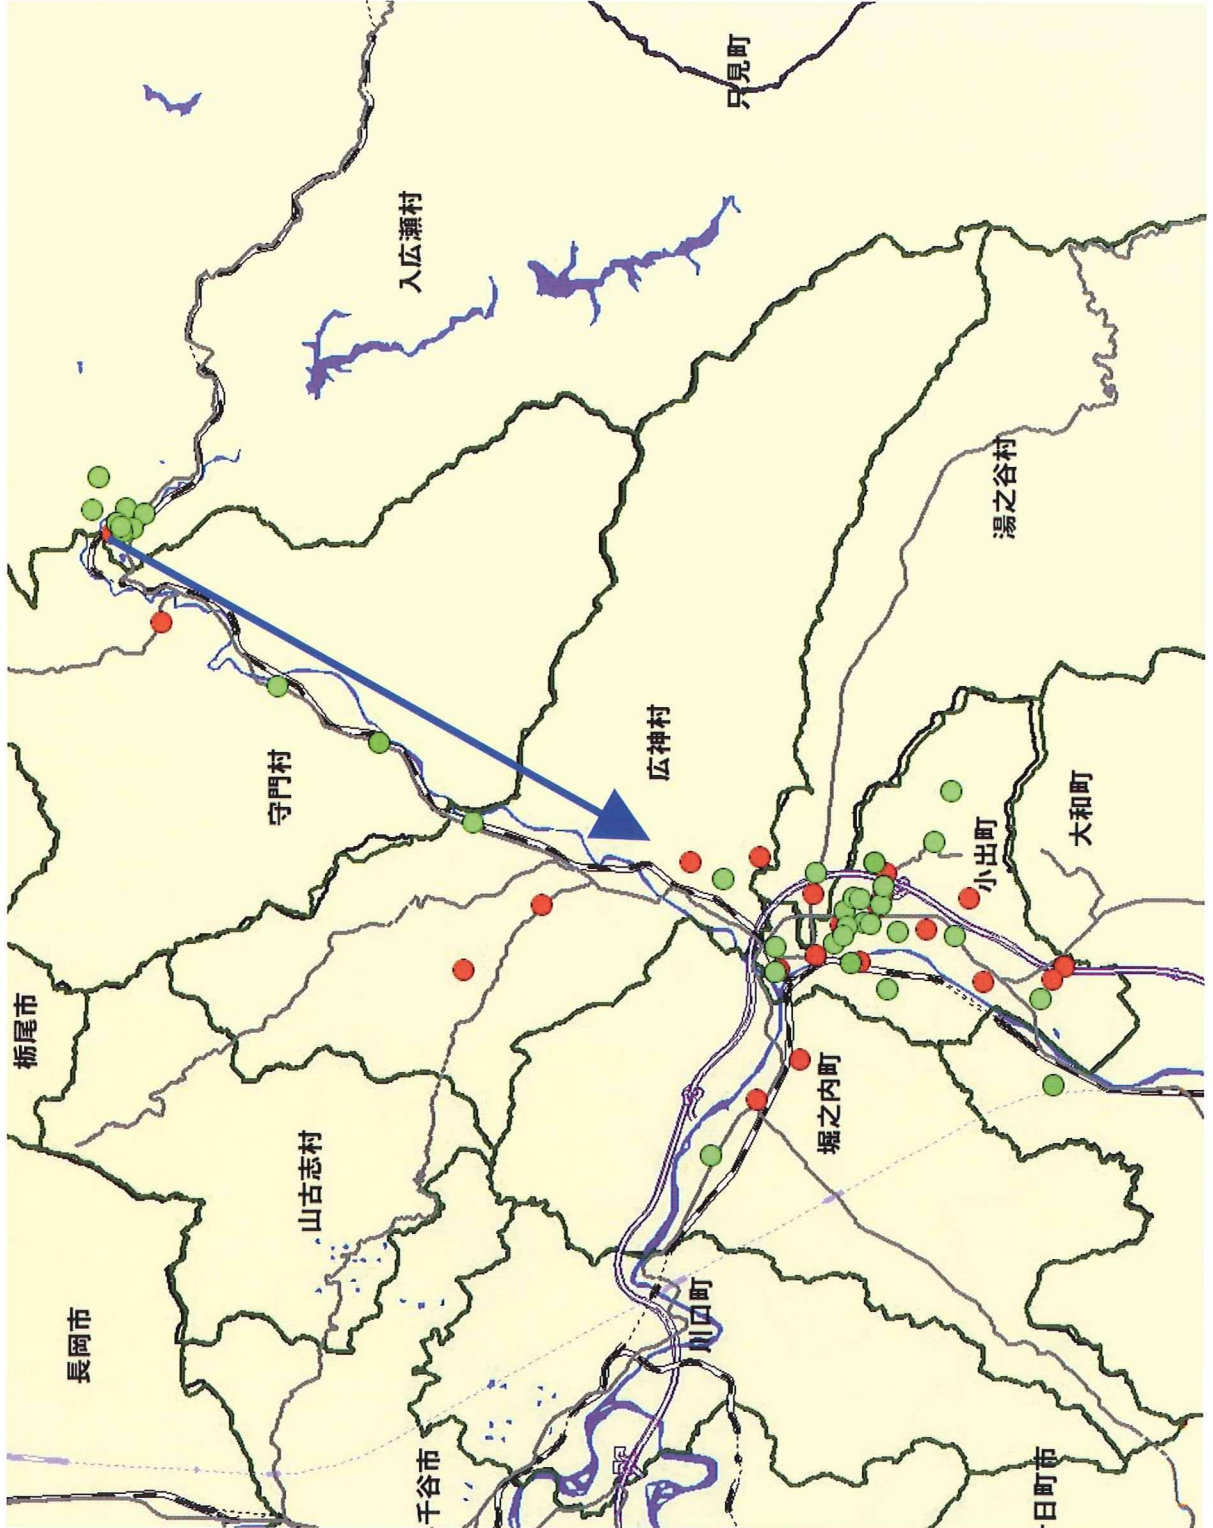 只見町
入広瀬村
湯之谷村
広神村
守門村
大和町
小出町
栃尾市
堀之内町
山古志村
川口町
長岡市
千谷市
日町市